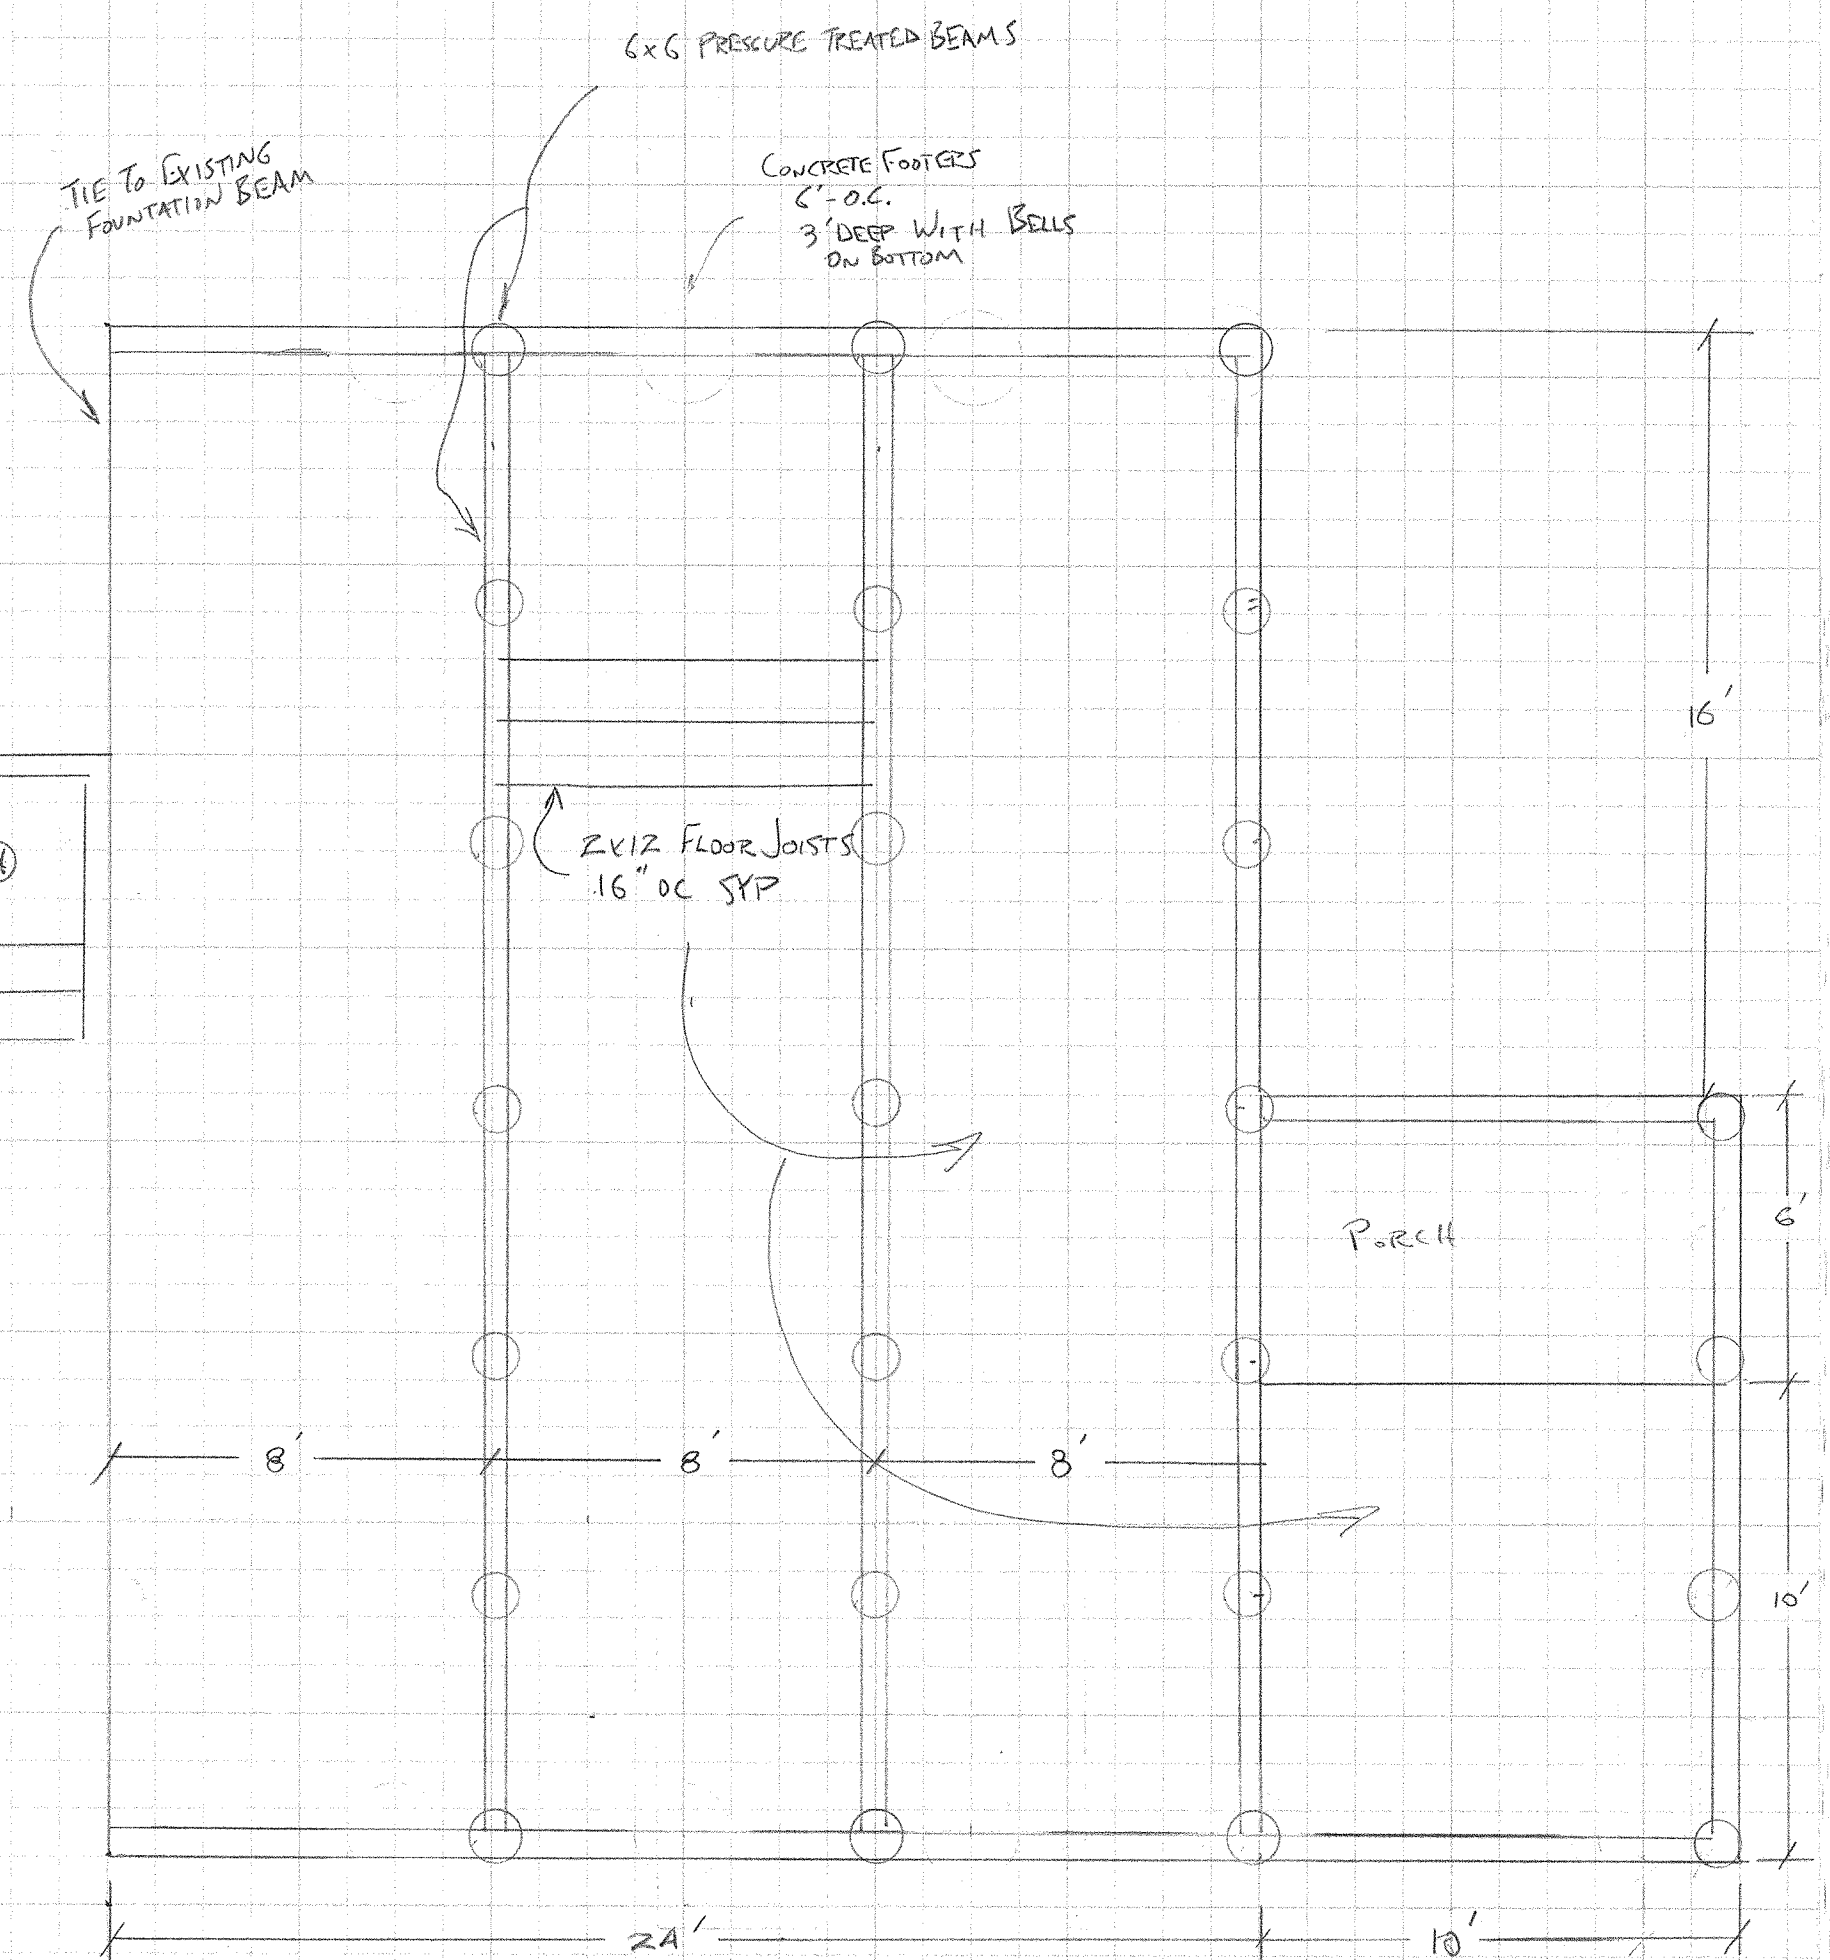 6x6 PRESSURE TREATED BEAMS
TIE TO EXISTING
FOUNTATION BEAM
CONCRETE FOOTERS
6'-O.C.
3' DEEP WITH BELLS
ON BOTTOM
16'
2X12 FLOOR JOISTS
16" OC SYP
6'
PORCH
8'
8'
8'
10'
24'
10'